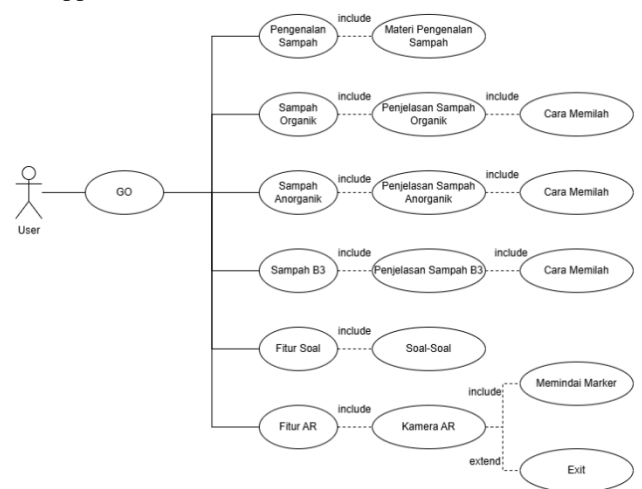 Pengenalan
Sampah
include
Materi Pengenalan
Sampah
Sampah
Organik
include
Penjelasan Sampah
Organik
include
Cara Memilah
User
GO
Sampah
Anorganik
include
Penjelasan Sampah
Anorganik
include
Cara Memilah
Sampah B3
include
Penjelasan Sampah B3
include
Cara Memilah
Fitur Soal
include
Soal-Soal
Fitur AR
include
Kamera AR
include
Memindai Marker
extend
Exit